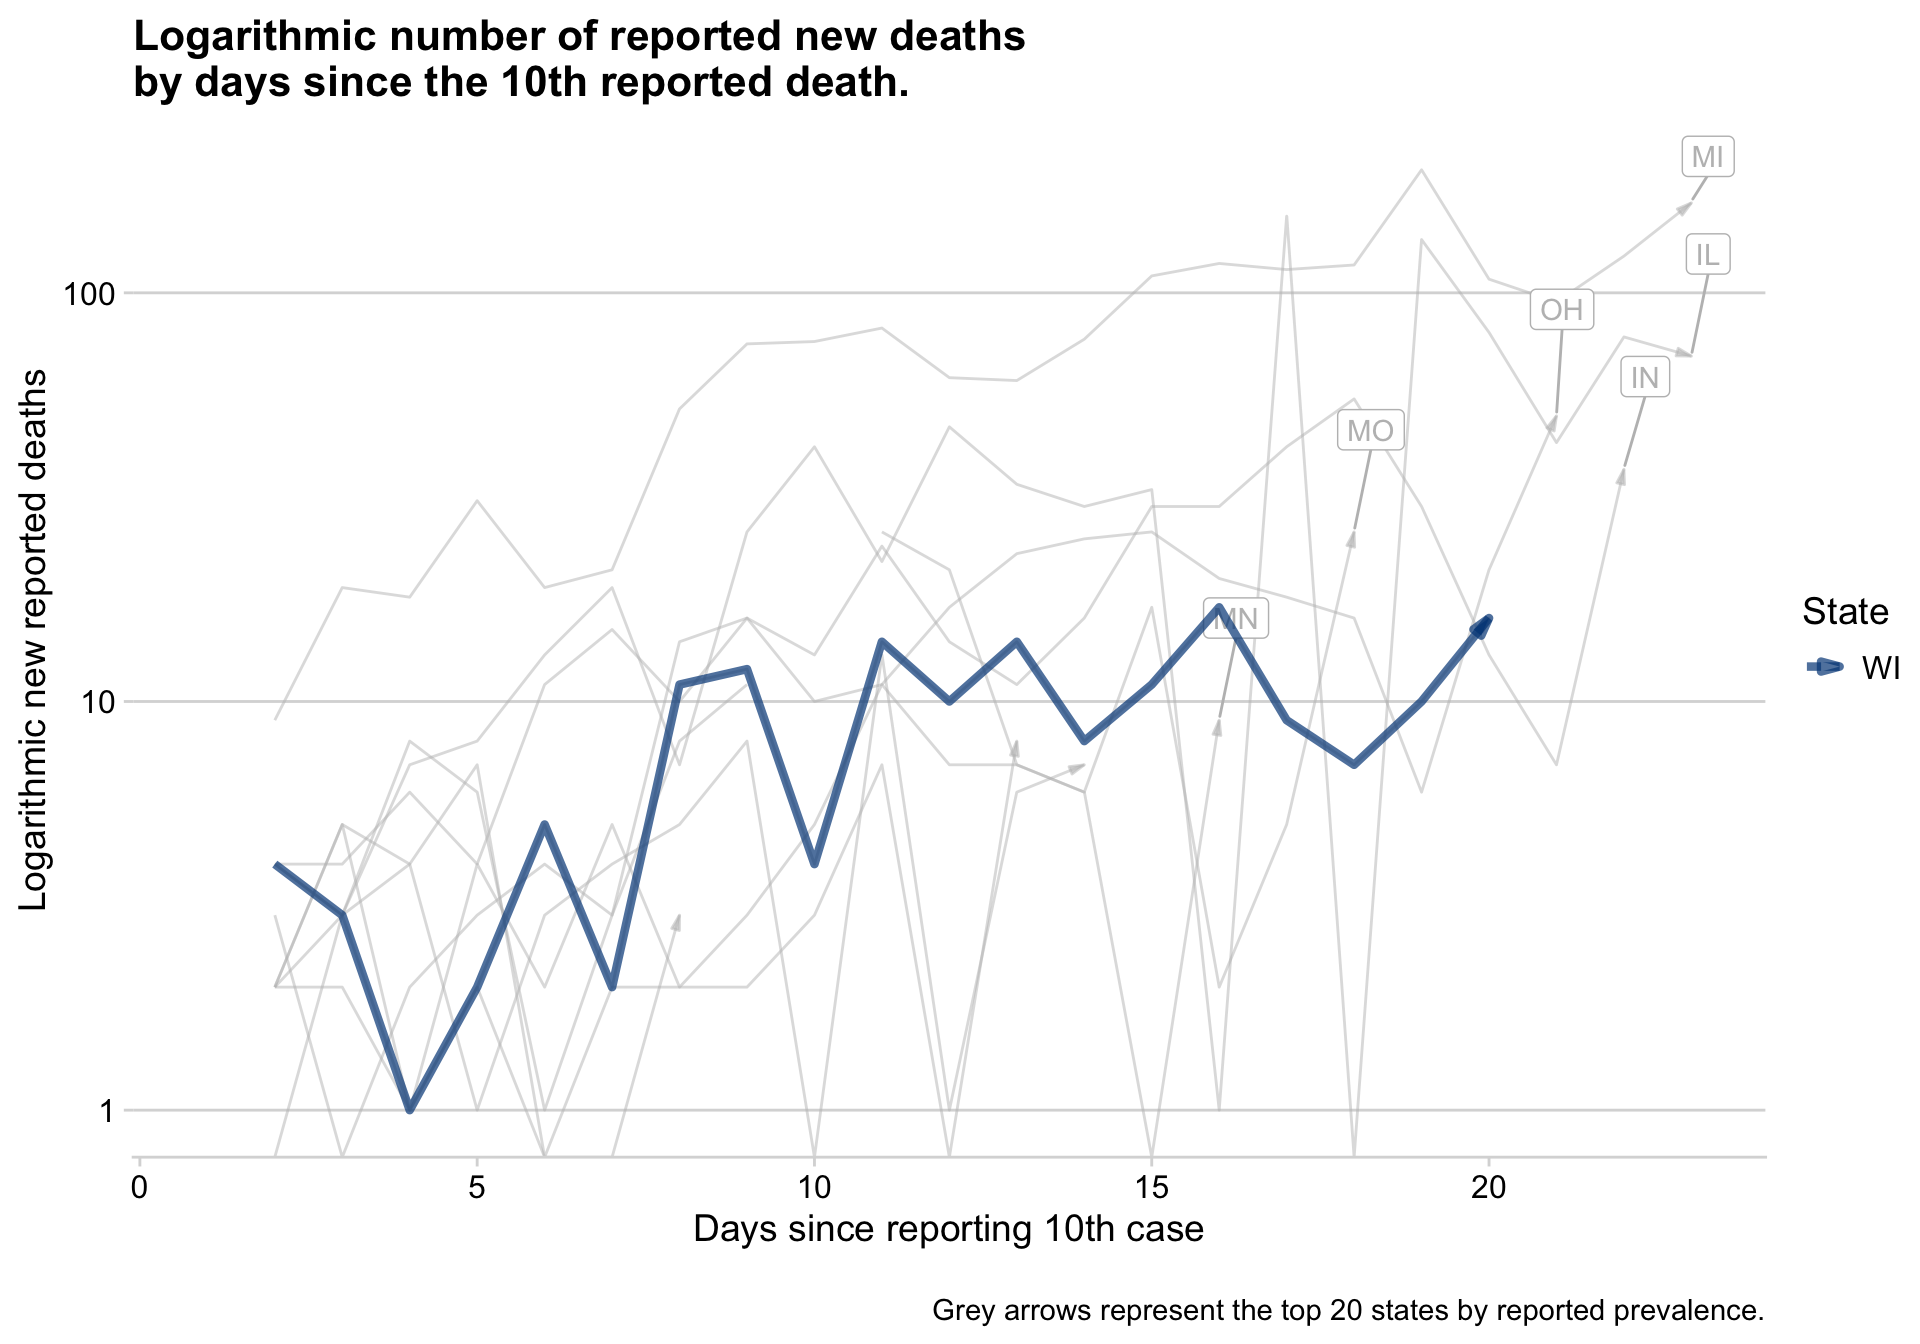 Logarithmic number of reported new deaths
by days since the 10th reported death.
MI
IL
100
OH
IN
MO
Logarithmic new reported deaths
MN
State
WI
10
1
0 5 10 15 20
Days since reporting 10th case
Grey arrows represent the top 20 states by reported prevalence.